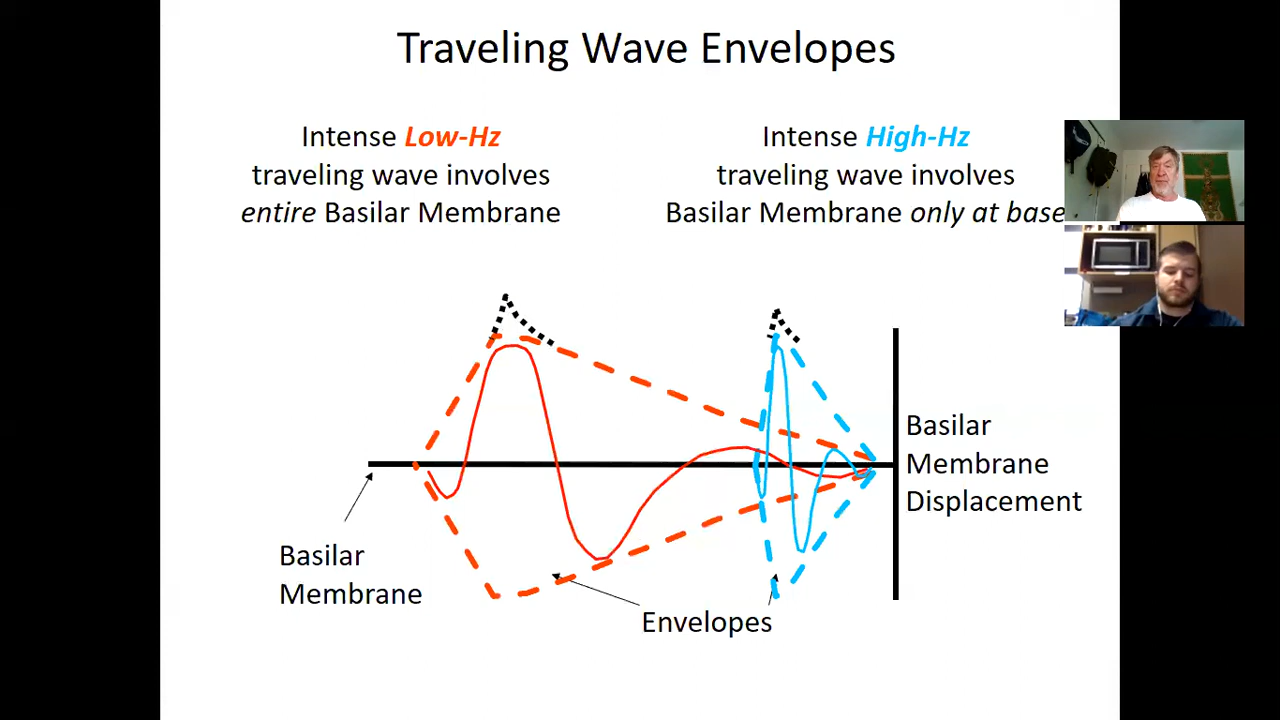 Traveling Wave Envelopes
Intense Low-Hz
traveling wave involves
entire Basilar Membrane
Intense High-Hz
traveling wave involves
Basilar Membrane only at base
Basilar
Membrane
Displacement
Basilar
Membrane
Envelopes